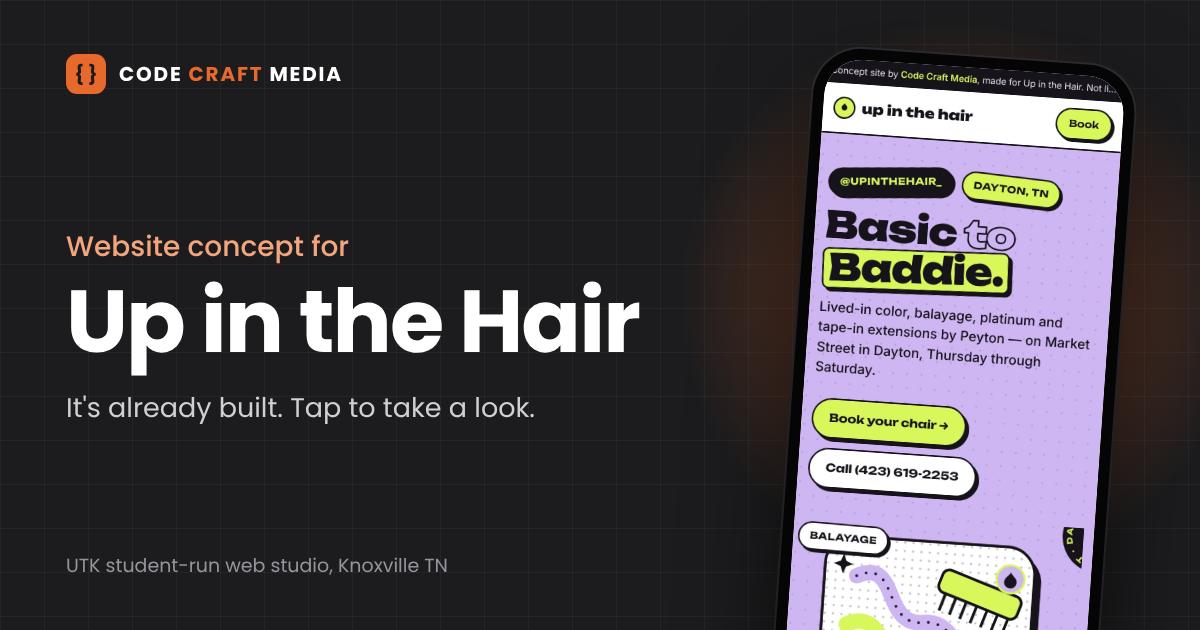 { } CODE CRAFT MEDIA
Website concept for
Up in the Hair
It's already built. Tap to take a look.
UTK student-run web studio, Knoxville TN
concept site by Code Craft Media, made for Up in the Hair. Not li...
up in the hair
Book
@UPINTHEHAIR_
DAYTON, TN
Basic to
Baddie.
Lived-in color, balayage, platinum and
tape-in extensions by Peyton — on Market
Street in Dayton, Thursday through
Saturday.
Book your chair →
Call (423) 619-2253
BALAYAGE